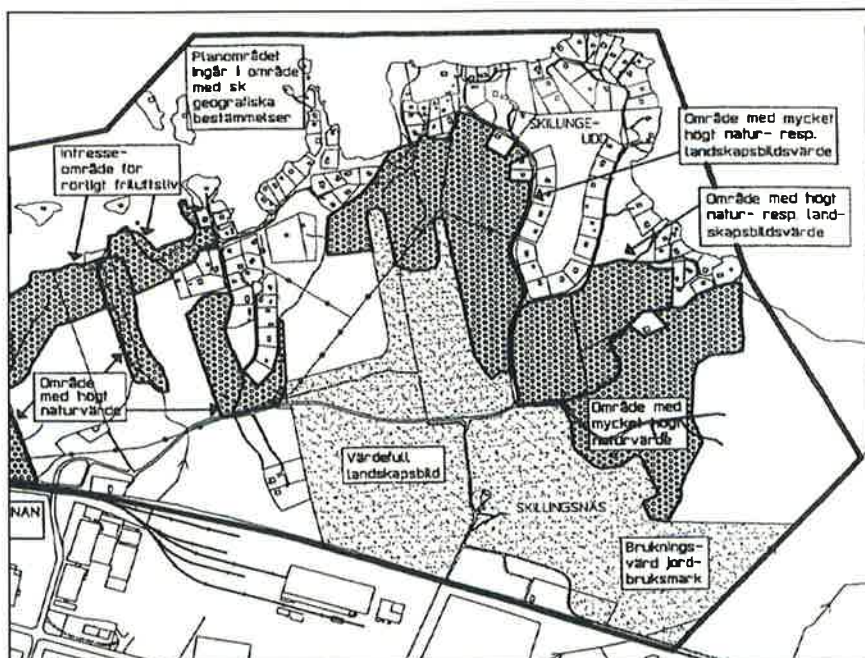 Planområdet
ingår i område
med sk
geografiska
bestämmelser
Intresse-
område för
rörligt friluftsliv
SKILLINGE-
UDD
Område med mycket
högt natur- resp.
landskapsbildsvärde
Område med högt
natur- resp. land-
skapsbildsvärde
Område
med högt
naturvärde
Område med
mycket högt
naturvärde
Värdefull
landskapsbild
SKILLINGSNÄS
Bruknings-
värd jord-
bruksmark
NAN